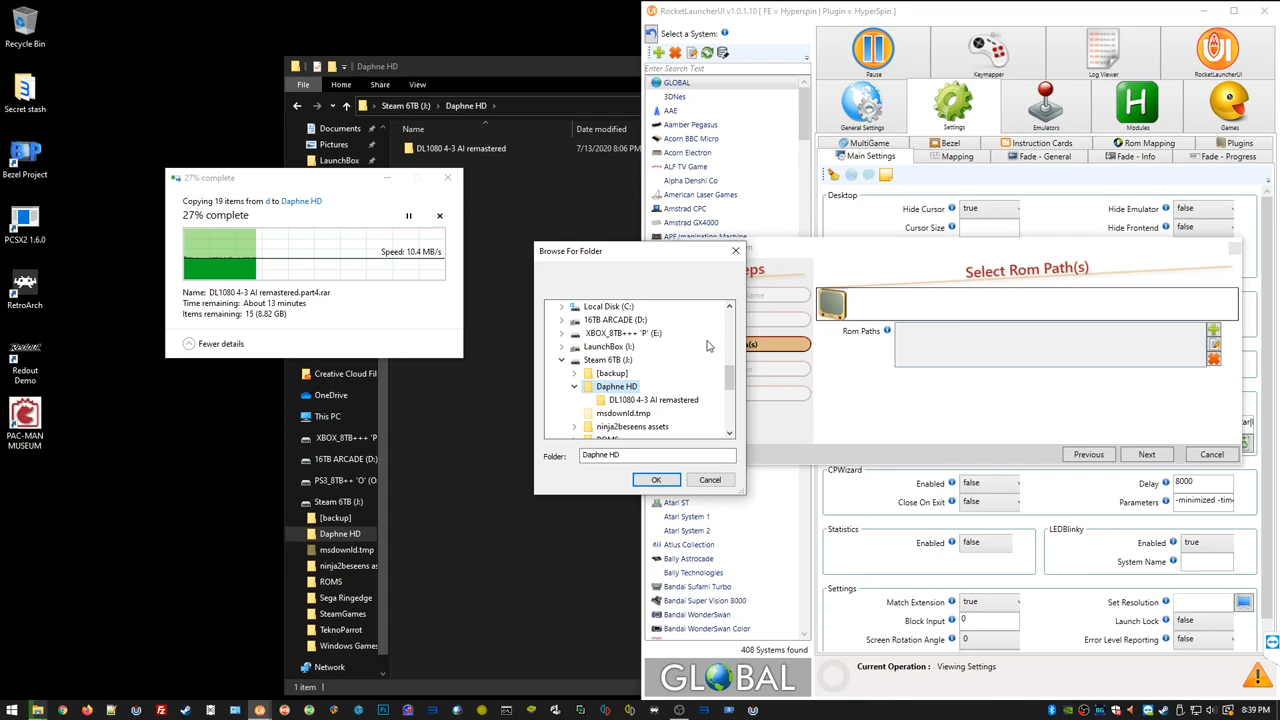 Recycle Bin
Secret stash
Bezel Project
PCSX2 1.6.0
RetroArch
Redout
Demo
PAC-MAN
MUSEUM
Daphne HD
File
Home
Share
View
Steam 6TB (J:)
Daphne HD
Documents
Pictures
LaunchBox
Name
Date modified
DL1080 4-3 AI remastered
7/13/2020 8:06 PM
27% complete
Copying 19 items from d to Daphne HD
27% complete
Speed: 10.4 MB/s
Name: DL1080 4-3 AI remastered.part4.rar
Time remaining: About 13 minutes
Items remaining: 15 (8.82 GB)
Fewer details
Creative Cloud Fil
OneDrive
This PC
XBOX_8TB+++ 'P'
16TB ARCADE (D:)
PS3_8TB++ 'O' (
Steam 6TB (J:)
[backup]
Daphne HD
msdownld.tmp
ninja2beseens as
ROMS
Sega Ringedge
SteamGames
TeknoParrot
Windows Games
Network
1 item
Browse For Folder
Local Disk (C:)
16TB ARCADE (D:)
XBOX_8TB+++ 'P' (E:)
LaunchBox (I:)
Steam 6TB (J:)
[backup]
Daphne HD
DL1080 4-3 AI remastered
msdownld.tmp
ninja2beseens assets
ROMS
Folder:
Daphne HD
OK
Cancel
RocketLauncherUI v1.0.1.10 [ FE = Hyperspin | Plugin = HyperSpin ]
Select a System:
Enter Search Text
GLOBAL
3DNes
AAE
Aamber Pegasus
Acorn BBC Micro
Acorn Electron
ALF TV Game
Alpha Denshi Co
American Laser Games
Amstrad CPC
Amstrad GX4000
APF Imagination Machine
Atari ST
Atari System 1
Atari System 2
Atlus Collection
Bally Astrocade
Bally Technologies
Bandai Sufami Turbo
Bandai Super Vision 8000
Bandai WonderSwan
Bandai WonderSwan Color
408 Systems found
GLOBAL
Pause
Keymapper
Log Viewer
RocketLauncherUI
General Settings
Settings
Emulators
Modules
Games
MultiGame
Bezel
Instruction Cards
Rom Mapping
Plugins
Main Settings
Mapping
Fade - General
Fade - Info
Fade - Progress
Desktop
Hide Cursor
true
Hide Emulator
false
Cursor Size
Hide Frontend
false
eps
Select Rom Path(s)
Rom Paths
Previous
Next
Cancel
CPWizard
Enabled
false
Delay
8000
Close On Exit
false
Parameters
-minimized -time
Statistics
Enabled
false
LEDBlinky
Enabled
true
System Name
Settings
Match Extension
true
Set Resolution
Block Input
0
Launch Lock
false
Screen Rotation Angle
0
Error Level Reporting
false
Current Operation :
Viewing Settings
8:39 PM